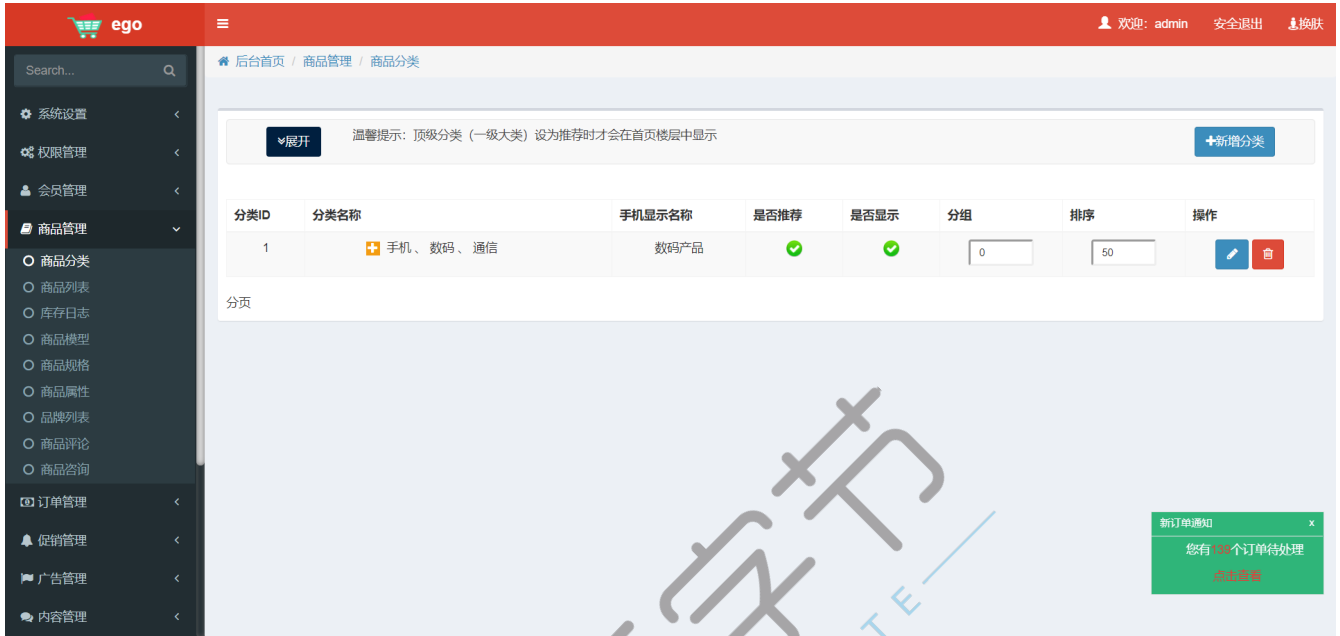 ego
欢迎: admin 安全退出 换肤
Search...
后台首页 / 商品管理 / 商品分类
系统设置
权限管理
会员管理
商品管理
商品分类
商品列表
库存日志
商品模型
商品规格
商品属性
品牌列表
商品评论
商品咨询
订单管理
促销管理
广告管理
内容管理
展开 温馨提示：顶级分类（一级大类）设为推荐时才会在首页楼层中显示 新增分类
分类ID 分类名称 手机显示名称 是否推荐 是否显示 分组 排序 操作
1 手机 、 数码 、 通信 数码产品 0 50
分页
字节
TE
新订单通知 x
您有138个订单待处理
点击查看